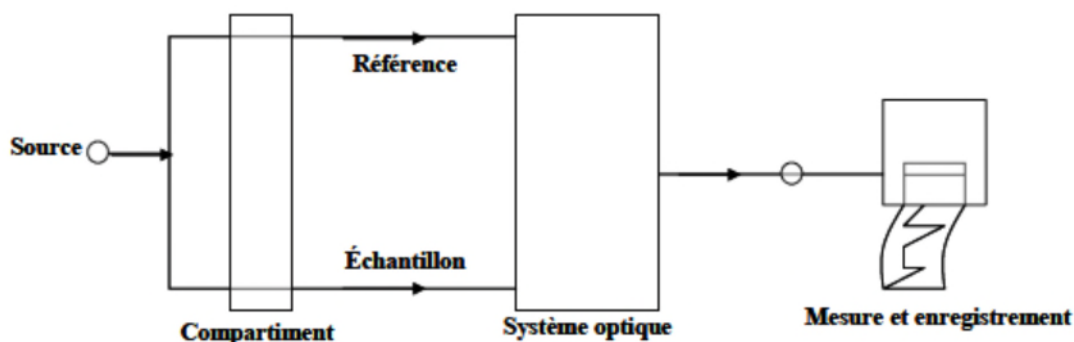 Référence
Source
Échantillon
Compartiment
Système optique
Mesure et enregistrement